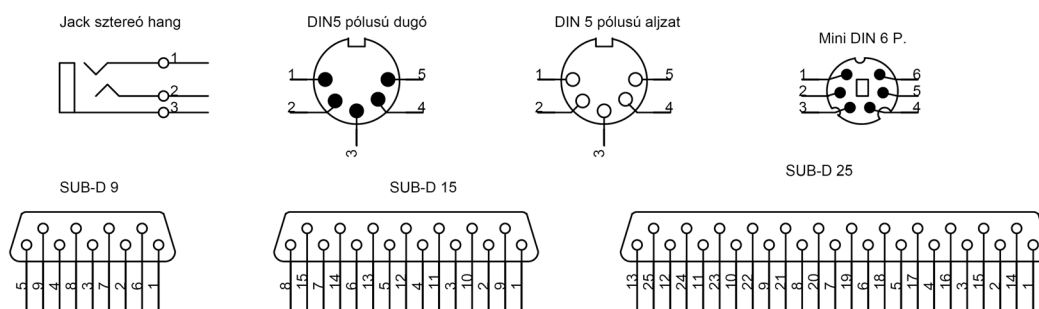 Jack sztereó hang
DIN5 pólusú dugó
DIN 5 pólusú aljzat
Mini DIN 6 P.
1
2
3
1
2
3
4
5
1
2
3
4
5
1
2
3
4
5
6
SUB-D 9
SUB-D 15
SUB-D 25
5 9 4 8 3 7 2 6 1
8 15 7 14 6 13 5 12 4 11 3 10 2 9 1
13 25 12 24 11 23 10 22 9 21 8 20 7 19 6 18 5 17 4 16 3 15 2 14 1